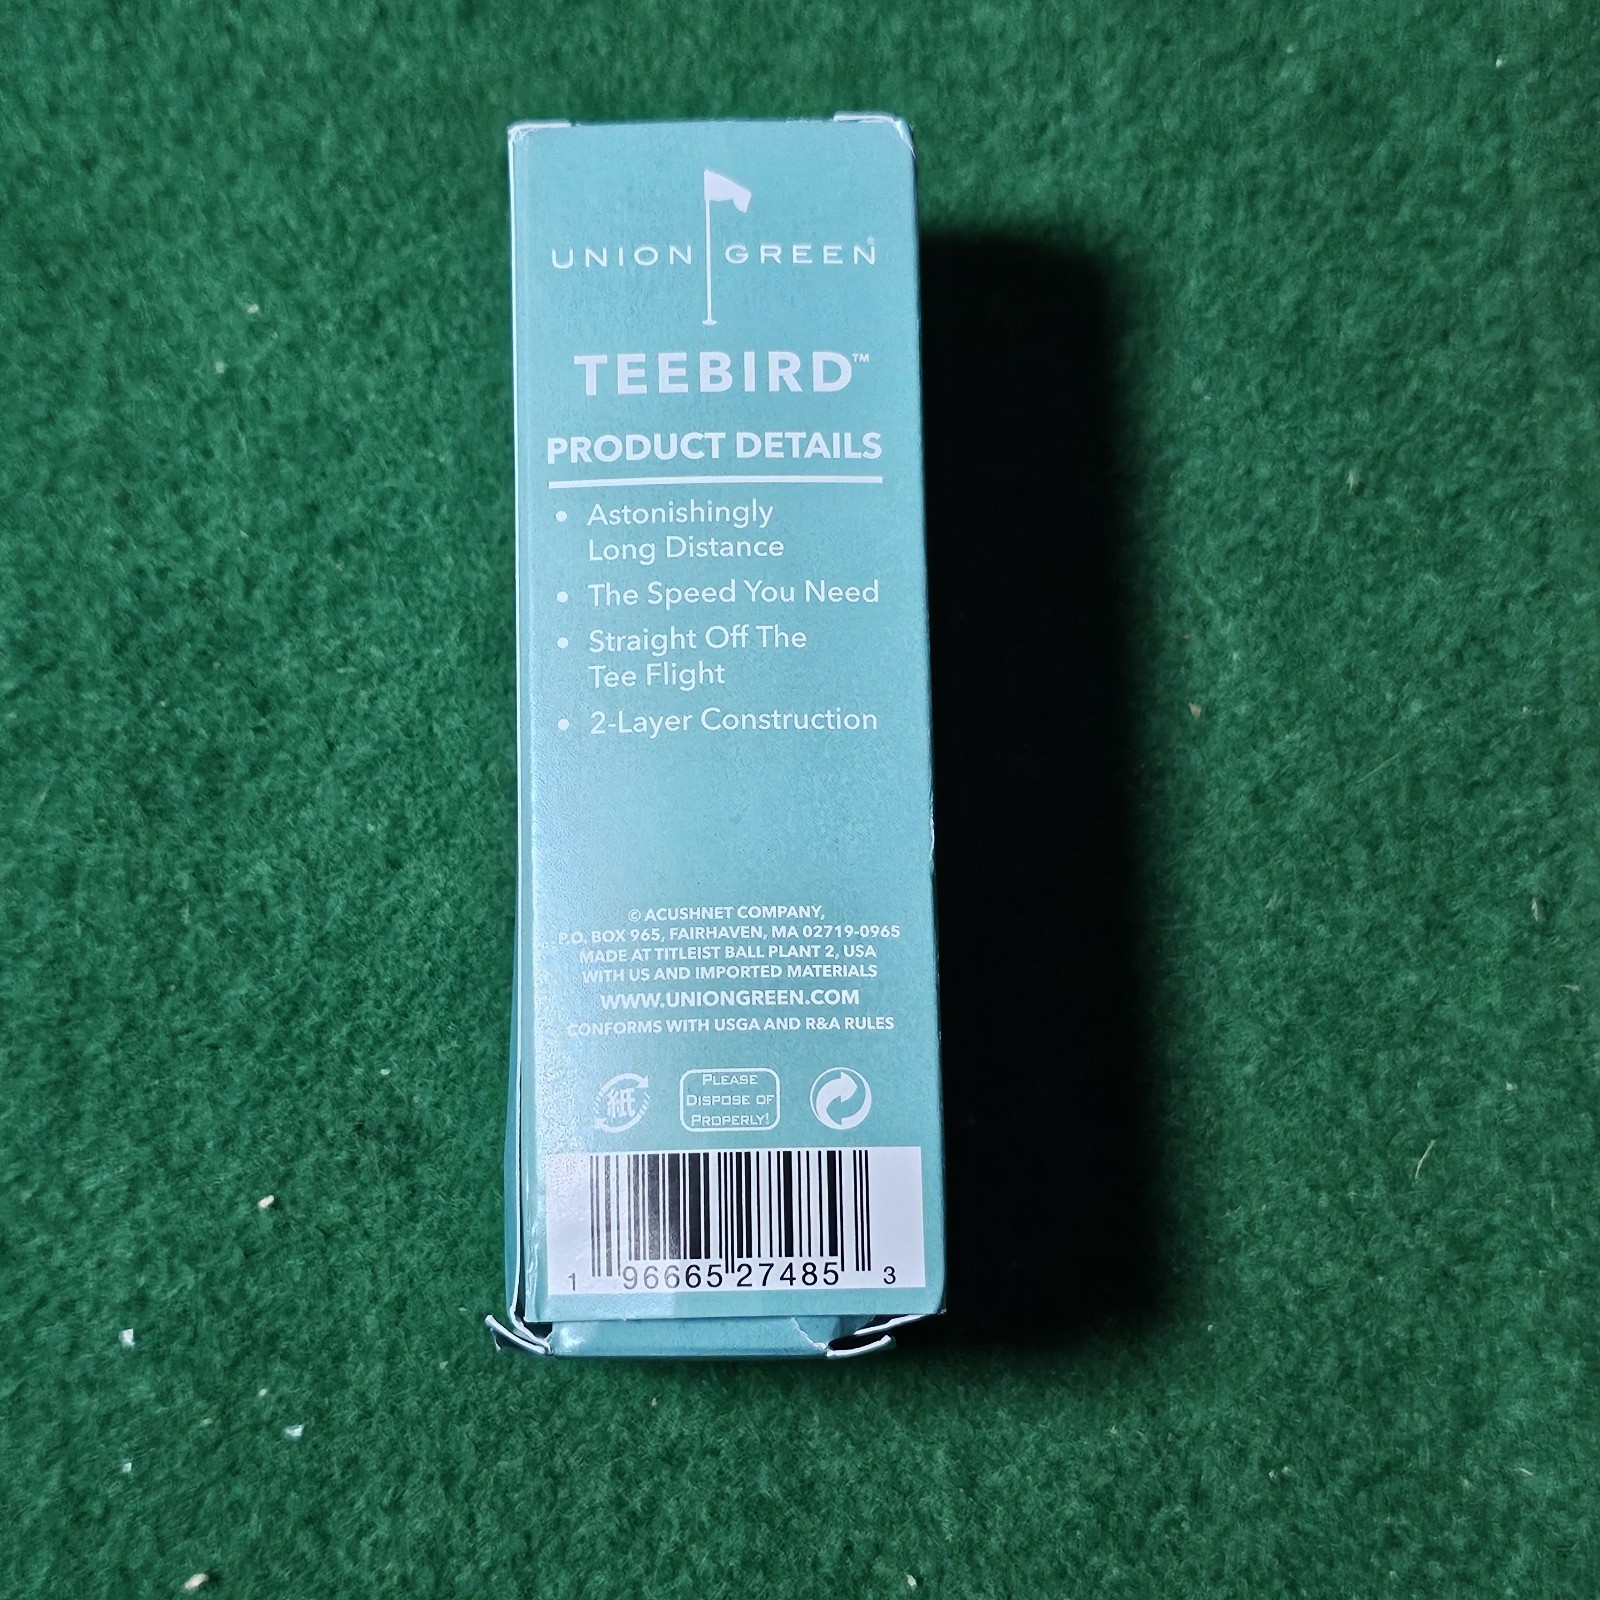 UNION GREEN®
TEEBIRD™
PRODUCT DETAILS
• Astonishingly
Long Distance
• The Speed You Need
• Straight Off The
Tee Flight
• 2-Layer Construction
© ACUSHNET COMPANY,
P.O. BOX 965, FAIRHAVEN, MA 02719-0965
MADE AT TITLEIST BALL PLANT 2, USA
WITH US AND IMPORTED MATERIALS
WWW.UNIONGREEN.COM
CONFORMS WITH USGA AND R&A RULES
紙
PLEASE
DISPOSE OF
PROPERLY!
1 96665 27485 3